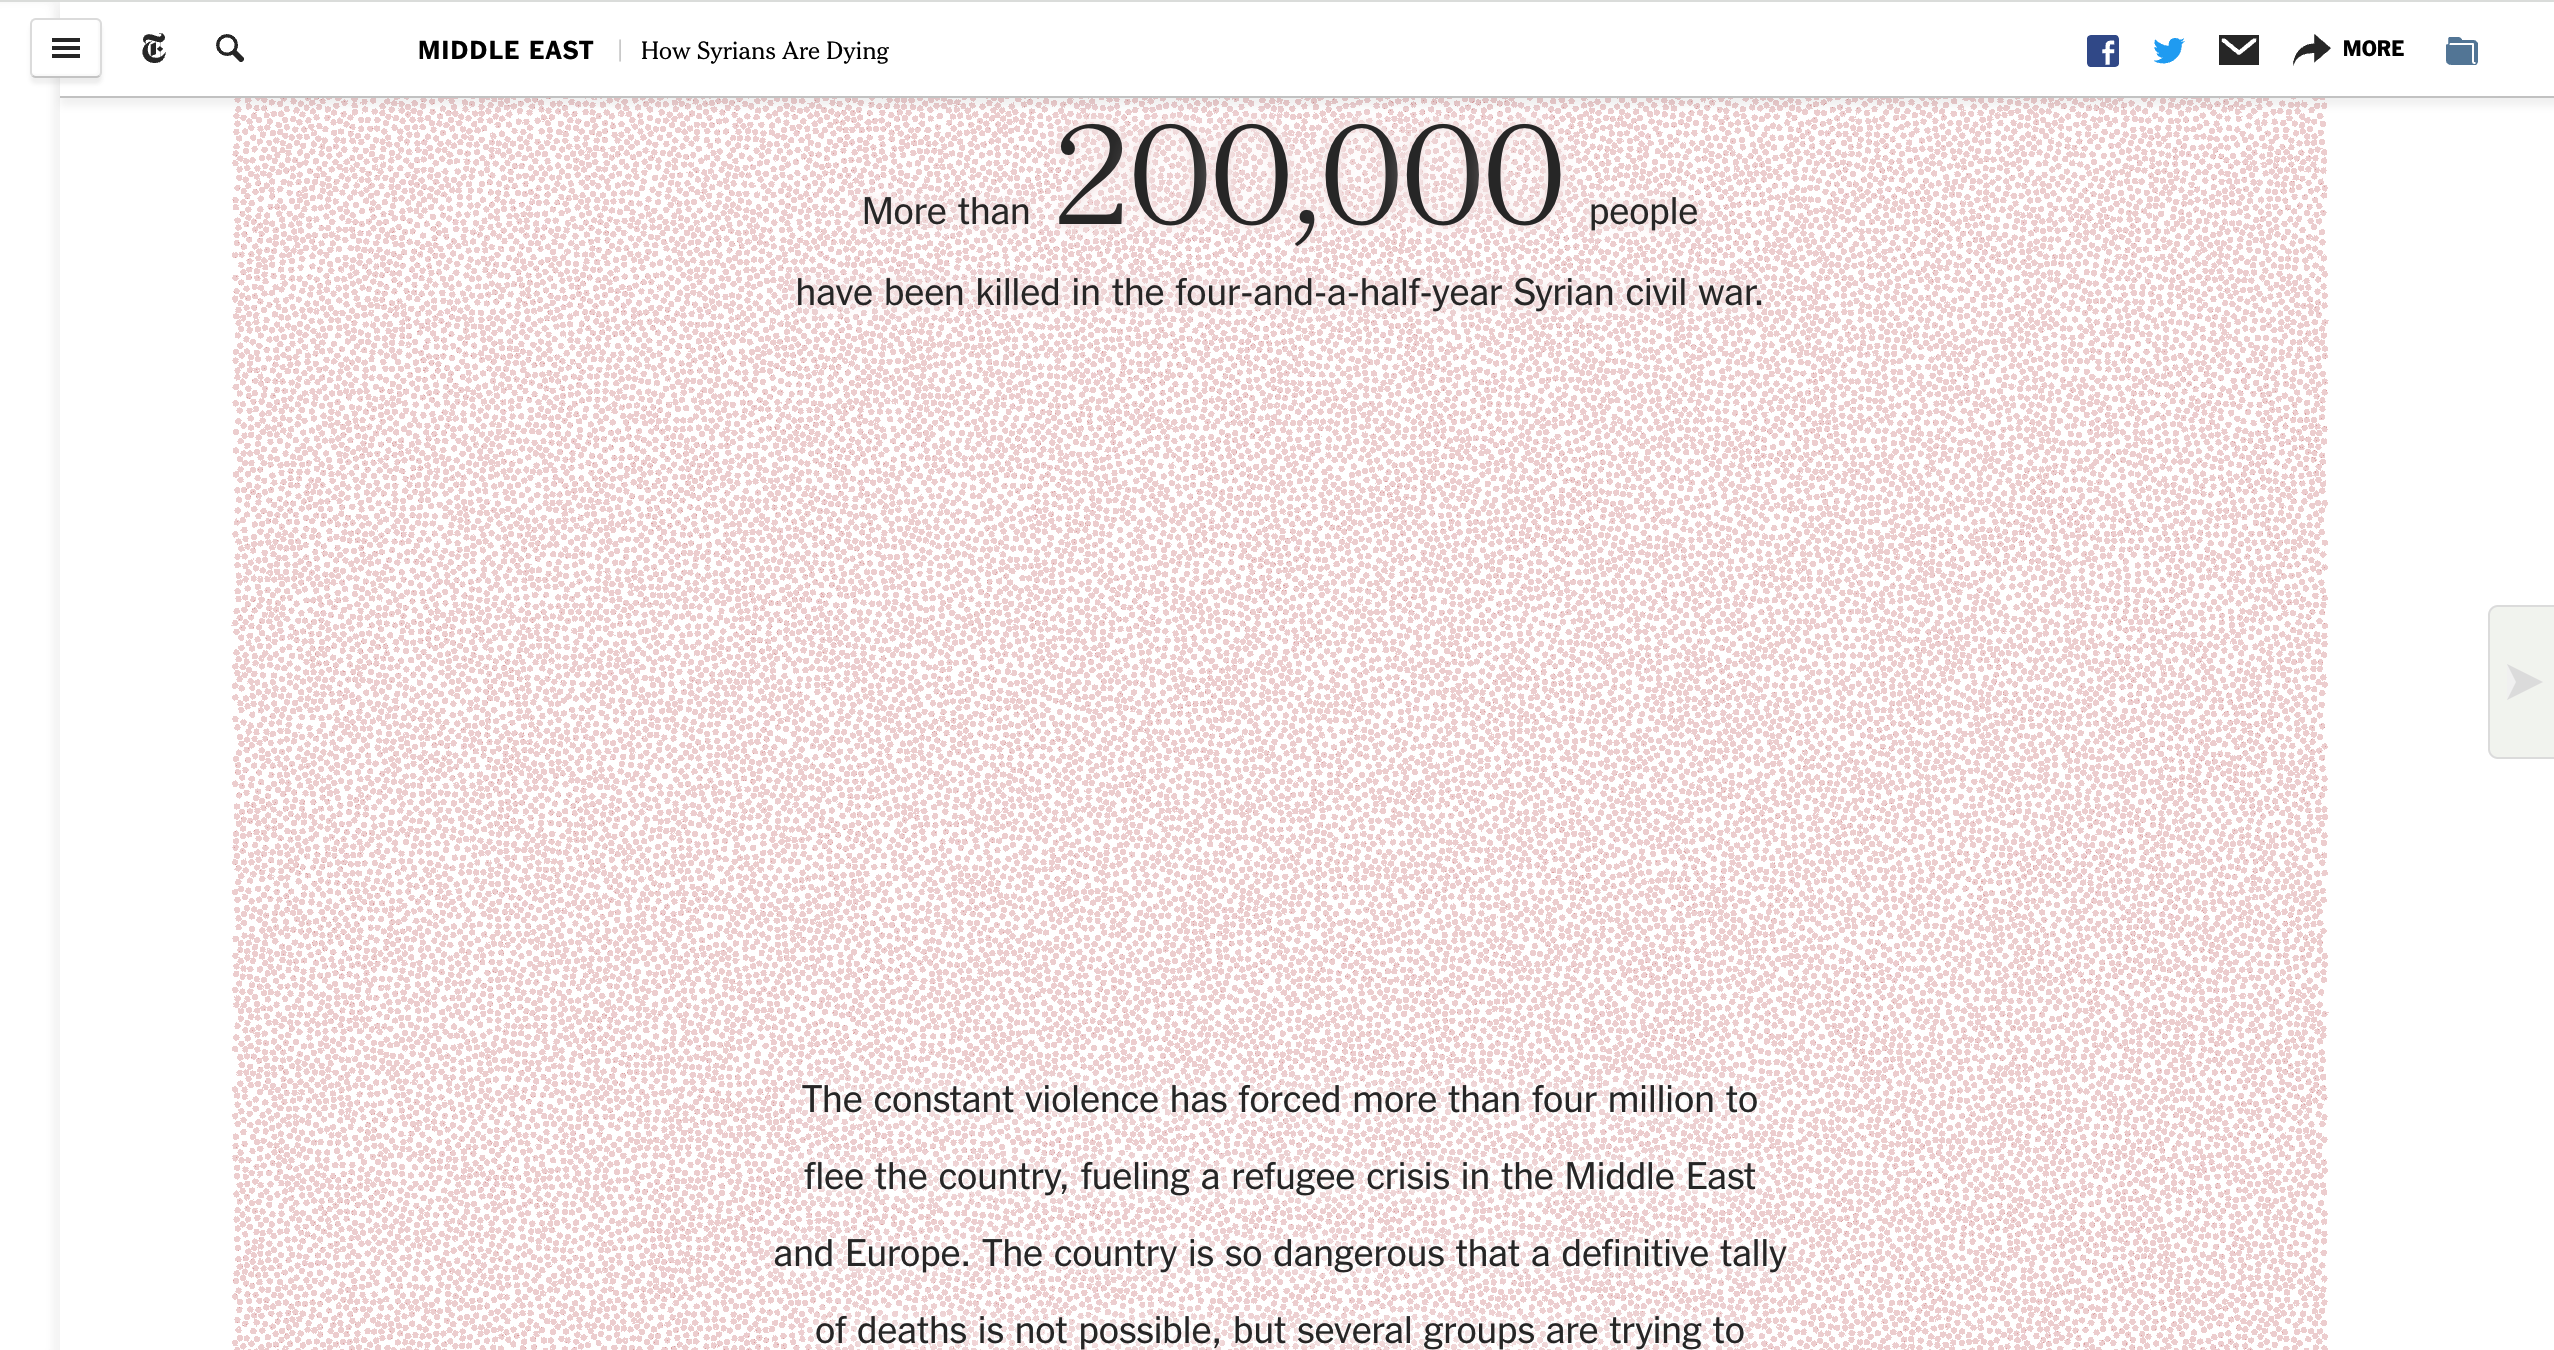 MIDDLE EAST | How Syrians Are Dying
MORE
More than 200,000 people
have been killed in the four-and-a-half-year Syrian civil war.
The constant violence has forced more than four million to
flee the country, fueling a refugee crisis in the Middle East
and Europe. The country is so dangerous that a definitive tally
of deaths is not possible, but several groups are trying to